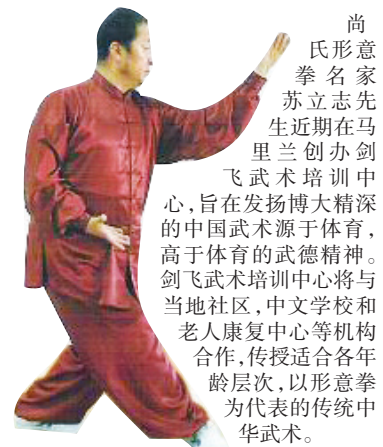 尚
氏形意
拳名家
苏立志先
生近期在马
里兰创办剑
飞武术培训中
心,旨在发扬博大精深
的中国武术源于体育,
高于体育的武德精神。
剑飞武术培训中心将与
当地社区,中文学校和
老人康复中心等机构
合作,传授适合各年
龄层次,以形意拳
为代表的传统中
华武术。